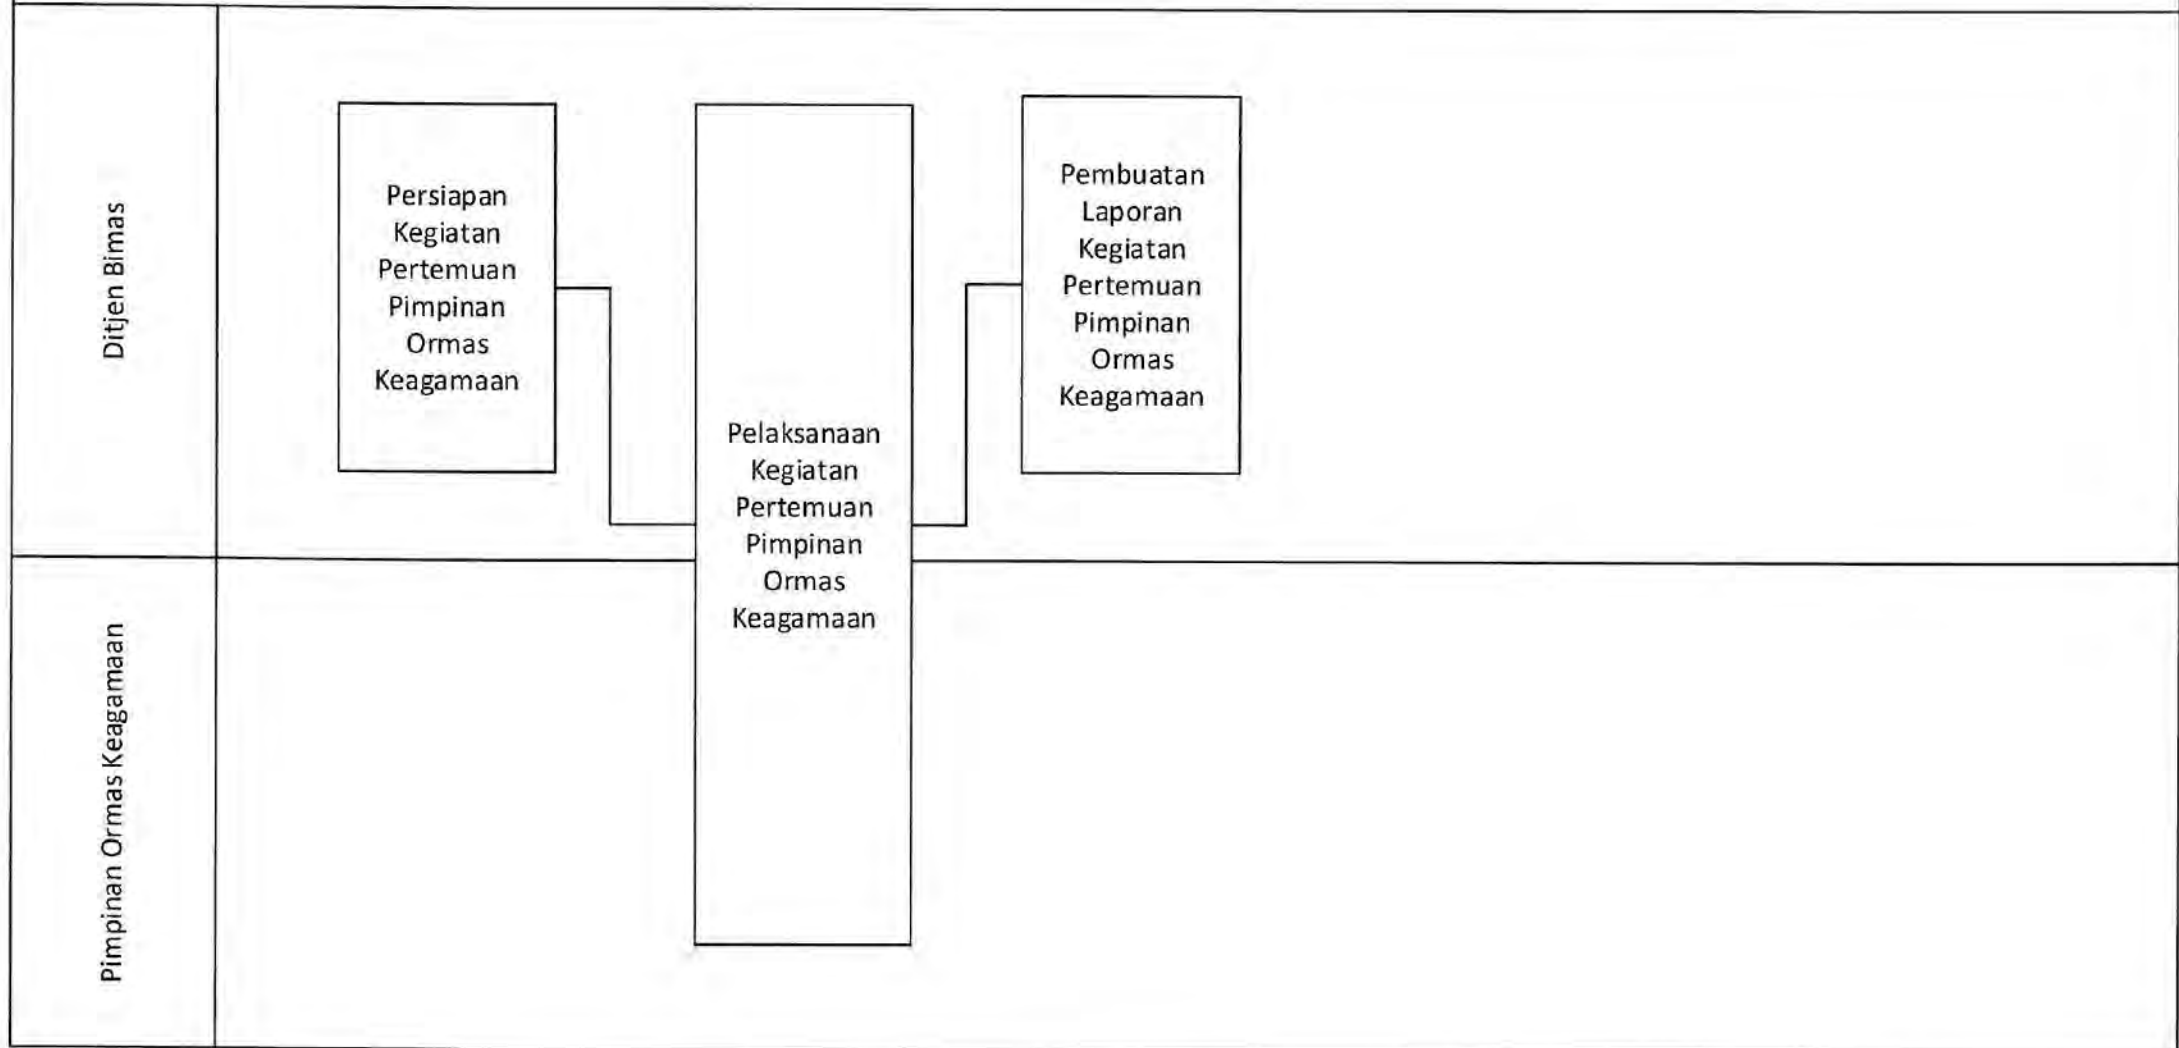 Ditjen Bimas
Persiapan
Kegiatan
Pertemuan
Pimpinan
Ormas
Keagamaan
Pelaksanaan
Kegiatan
Pertemuan
Pimpinan
Ormas
Keagamaan
Pembuatan
Laporan
Kegiatan
Pertemuan
Pimpinan
Ormas
Keagamaan
Pimpinan Ormas Keagamaan